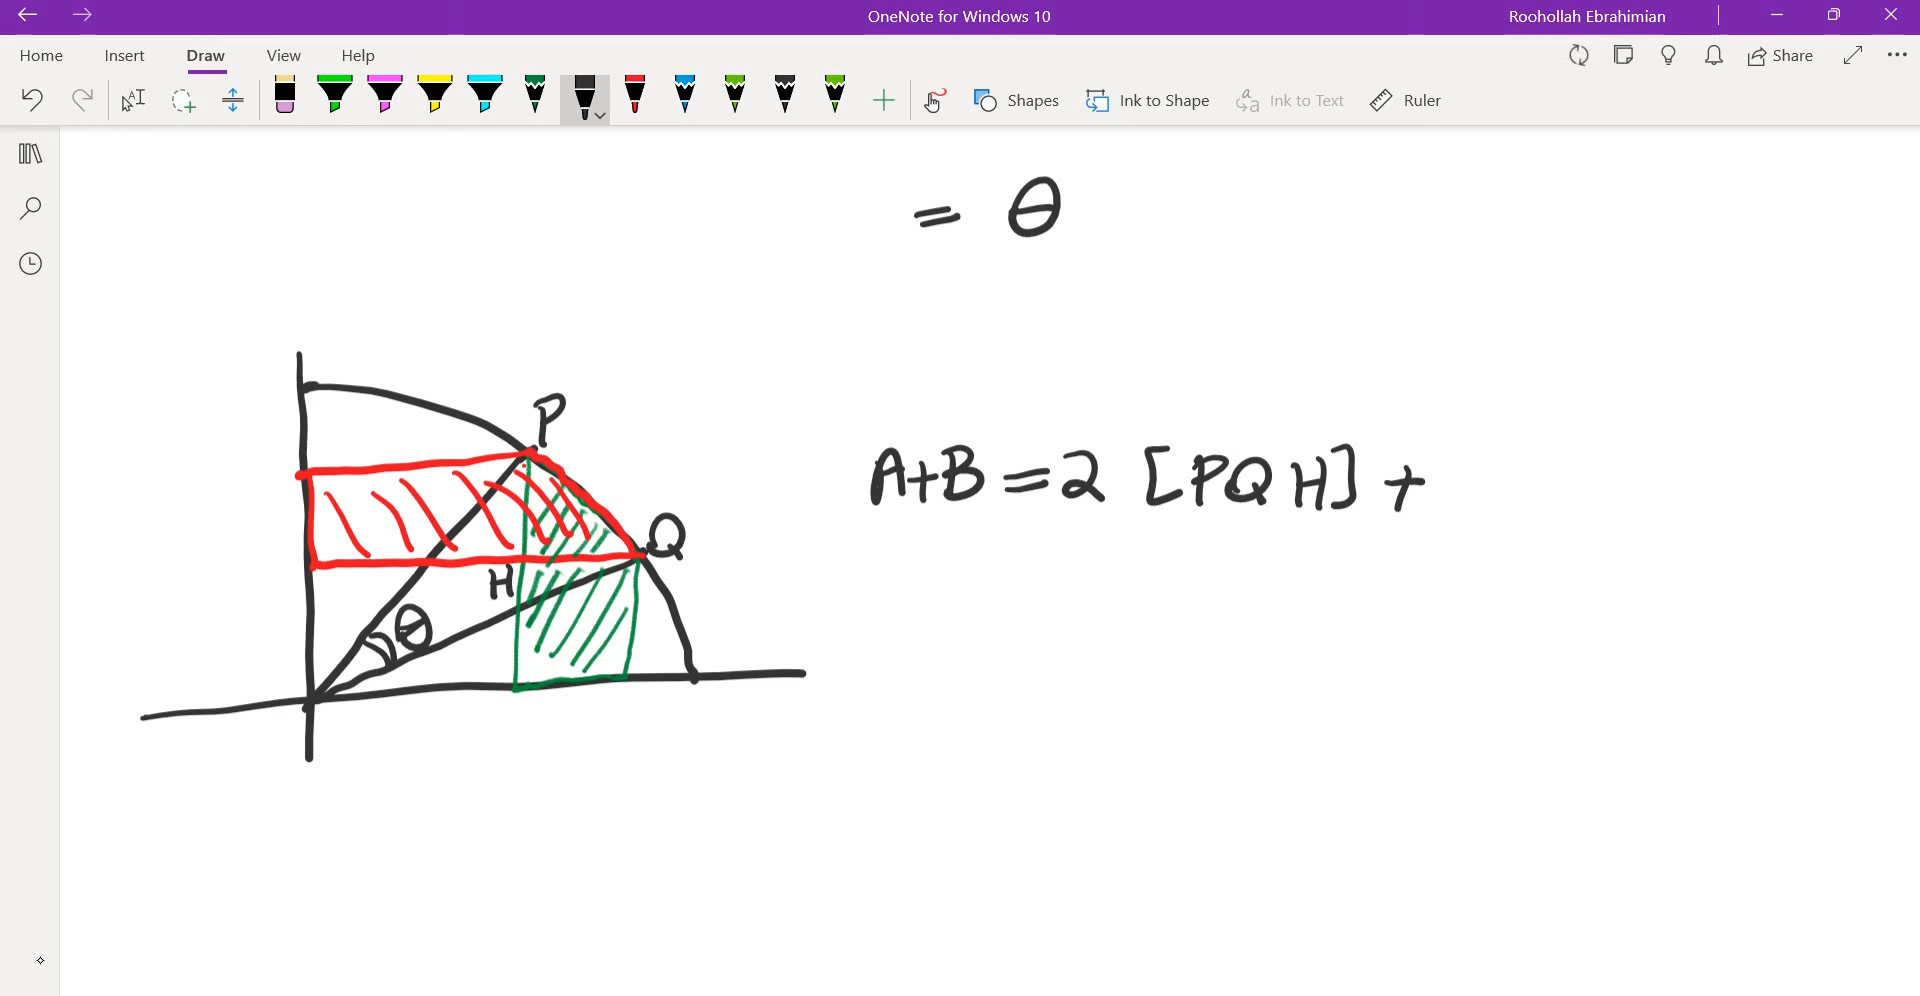 OneNote for Windows 10
Roohollah Ebrahimian
Home Insert Draw View Help
Share
Shapes Ink to Shape Ink to Text Ruler
= θ
P
Q
H
θ
A+B = 2 [PQH] +